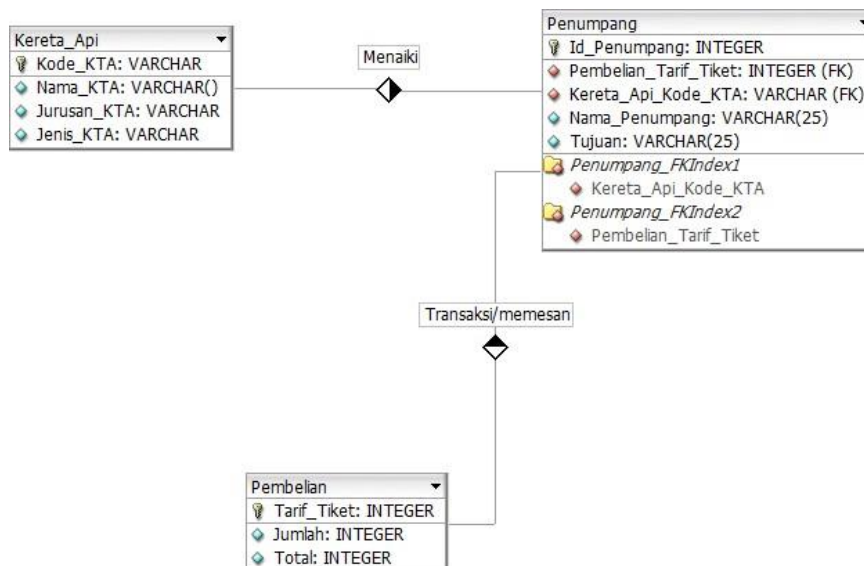 Kereta_Api
Kode_KTA: VARCHAR
Nama_KTA: VARCHAR()
Jurusan_KTA: VARCHAR
Jenis_KTA: VARCHAR
Menaiki
Penumpang
Id_Penumpang: INTEGER
Pembelian_Tarif_Tiket: INTEGER (FK)
Kereta_Api_Kode_KTA: VARCHAR (FK)
Nama_Penumpang: VARCHAR(25)
Tujuan: VARCHAR(25)
Penumpang_FKIndex1
Kereta_Api_Kode_KTA
Penumpang_FKIndex2
Pembelian_Tarif_Tiket
Transaksi/memesan
Pembelian
Tarif_Tiket: INTEGER
Jumlah: INTEGER
Total: INTEGER